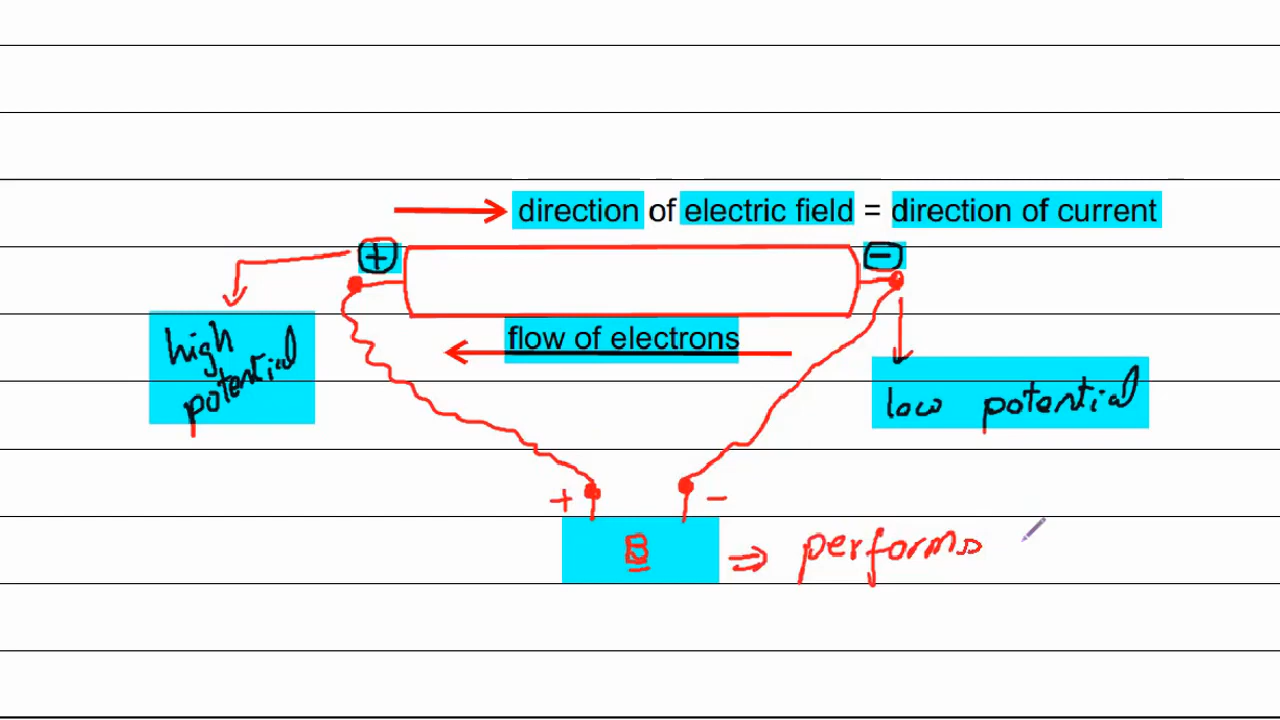 direction of electric field = direction of current
+ -
high
potential
flow of electrons
low potential
+ -
B ⇒ performs